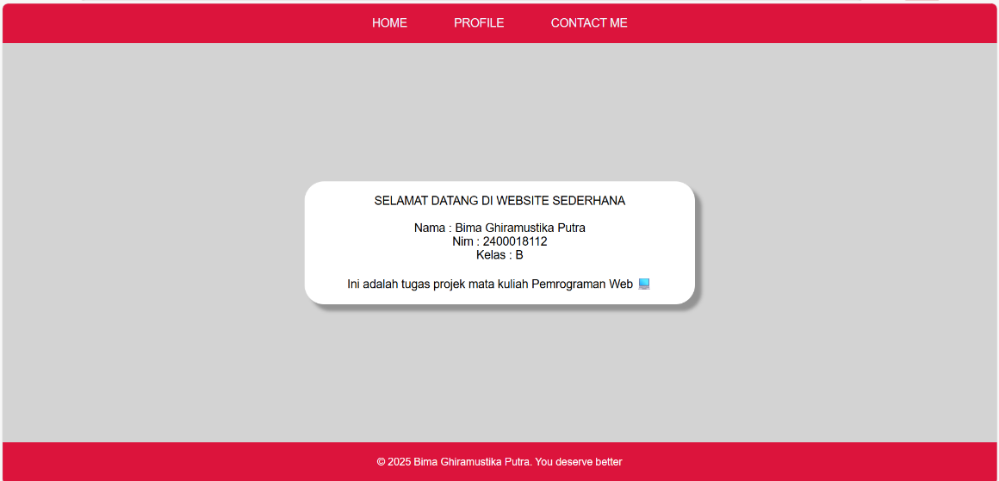 HOME PROFILE CONTACT ME
SELAMAT DATANG DI WEBSITE SEDERHANA
Nama : Bima Ghiramustika Putra
Nim : 2400018112
Kelas : B
Ini adalah tugas projek mata kuliah Pemrograman Web 💻
© 2025 Bima Ghiramustika Putra. You deserve better